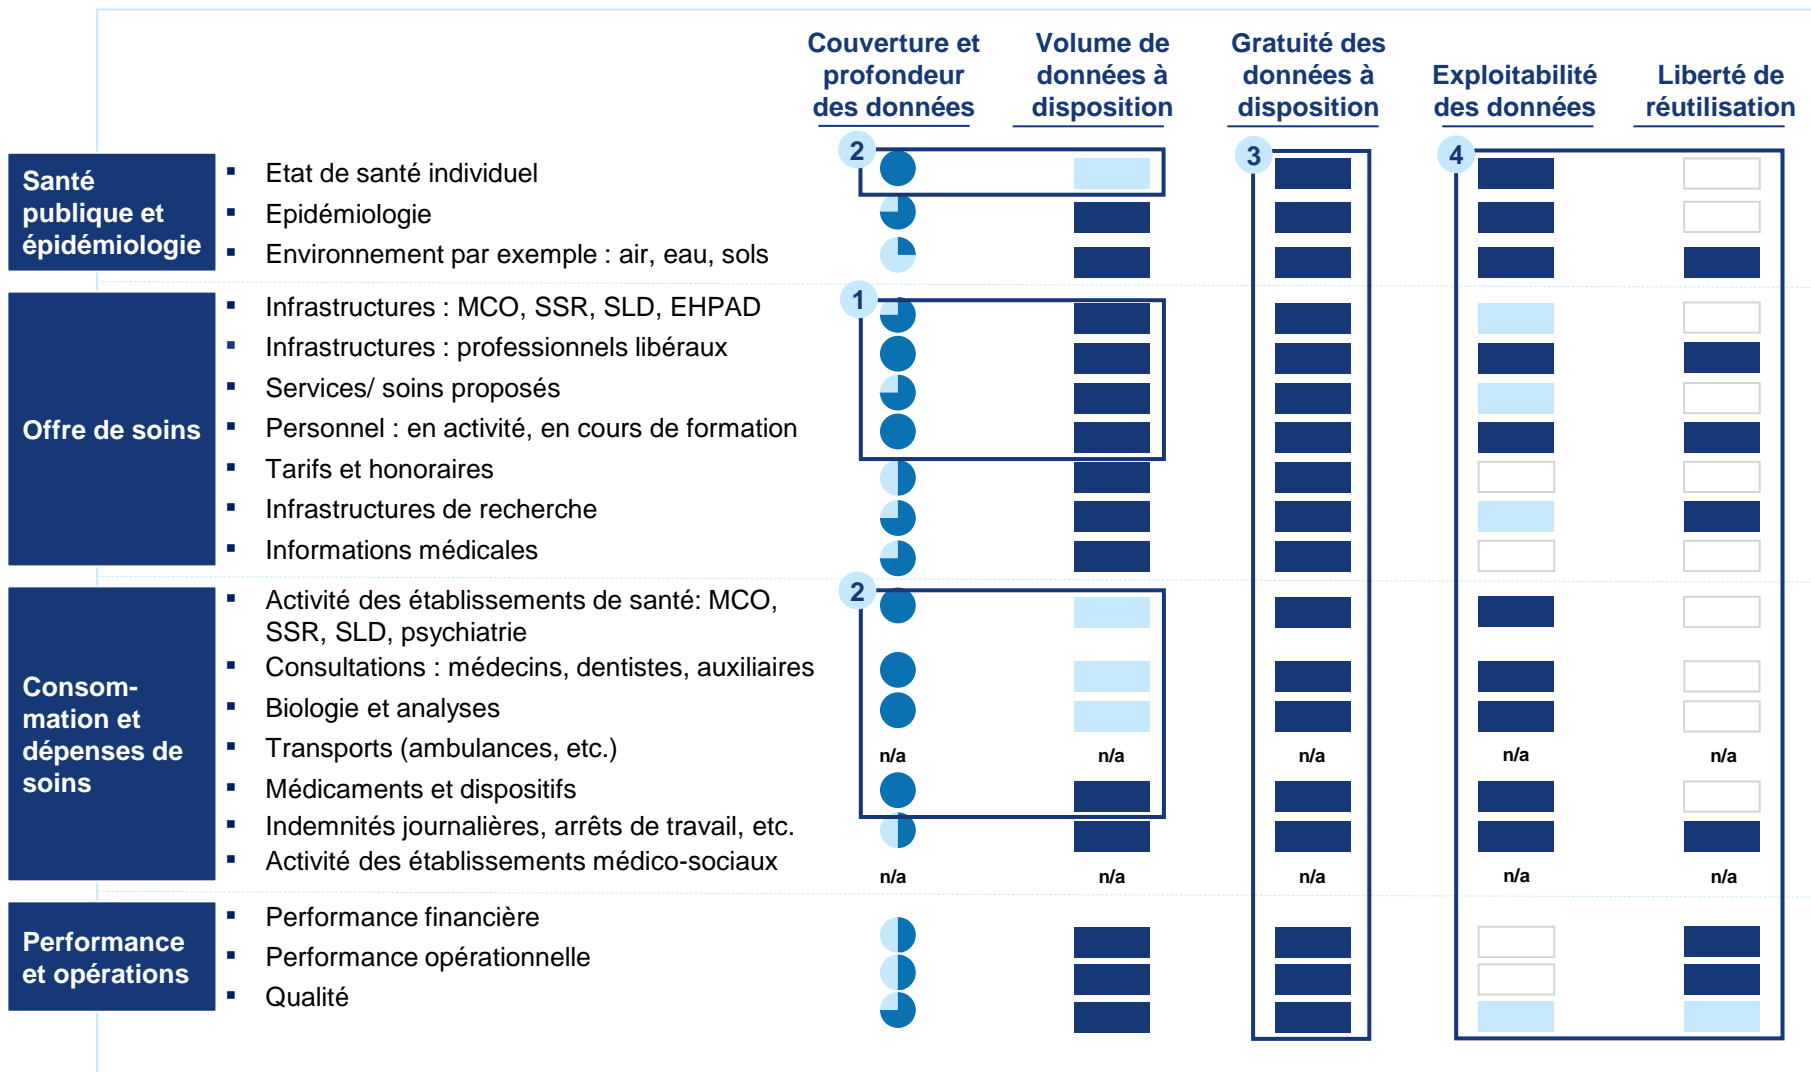 Couverture et
profondeur
des données
Volume de
données à
disposition
Gratuité des
données à
disposition
Exploitabilité
des données
Liberté de
réutilisation
Santé
publique et
épidémiologie
2
3
4
▪ Etat de santé individuel
▪ Epidémiologie
▪ Environnement par exemple : air, eau, sols
Offre de soins
1
▪ Infrastructures : MCO, SSR, SLD, EHPAD
▪ Infrastructures : professionnels libéraux
▪ Services/ soins proposés
▪ Personnel : en activité, en cours de formation
▪ Tarifs et honoraires
▪ Infrastructures de recherche
▪ Informations médicales
Consom-
mation et
dépenses de
soins
2
▪ Activité des établissements de santé: MCO,
SSR, SLD, psychiatrie
▪ Consultations : médecins, dentistes, auxiliaires
▪ Biologie et analyses
▪ Transports (ambulances, etc.)
n/a n/a n/a n/a n/a
▪ Médicaments et dispositifs
▪ Indemnités journalières, arrêts de travail, etc.
▪ Activité des établissements médico-sociaux
n/a n/a n/a n/a n/a
Performance
et opérations
▪ Performance financière
▪ Performance opérationnelle
▪ Qualité